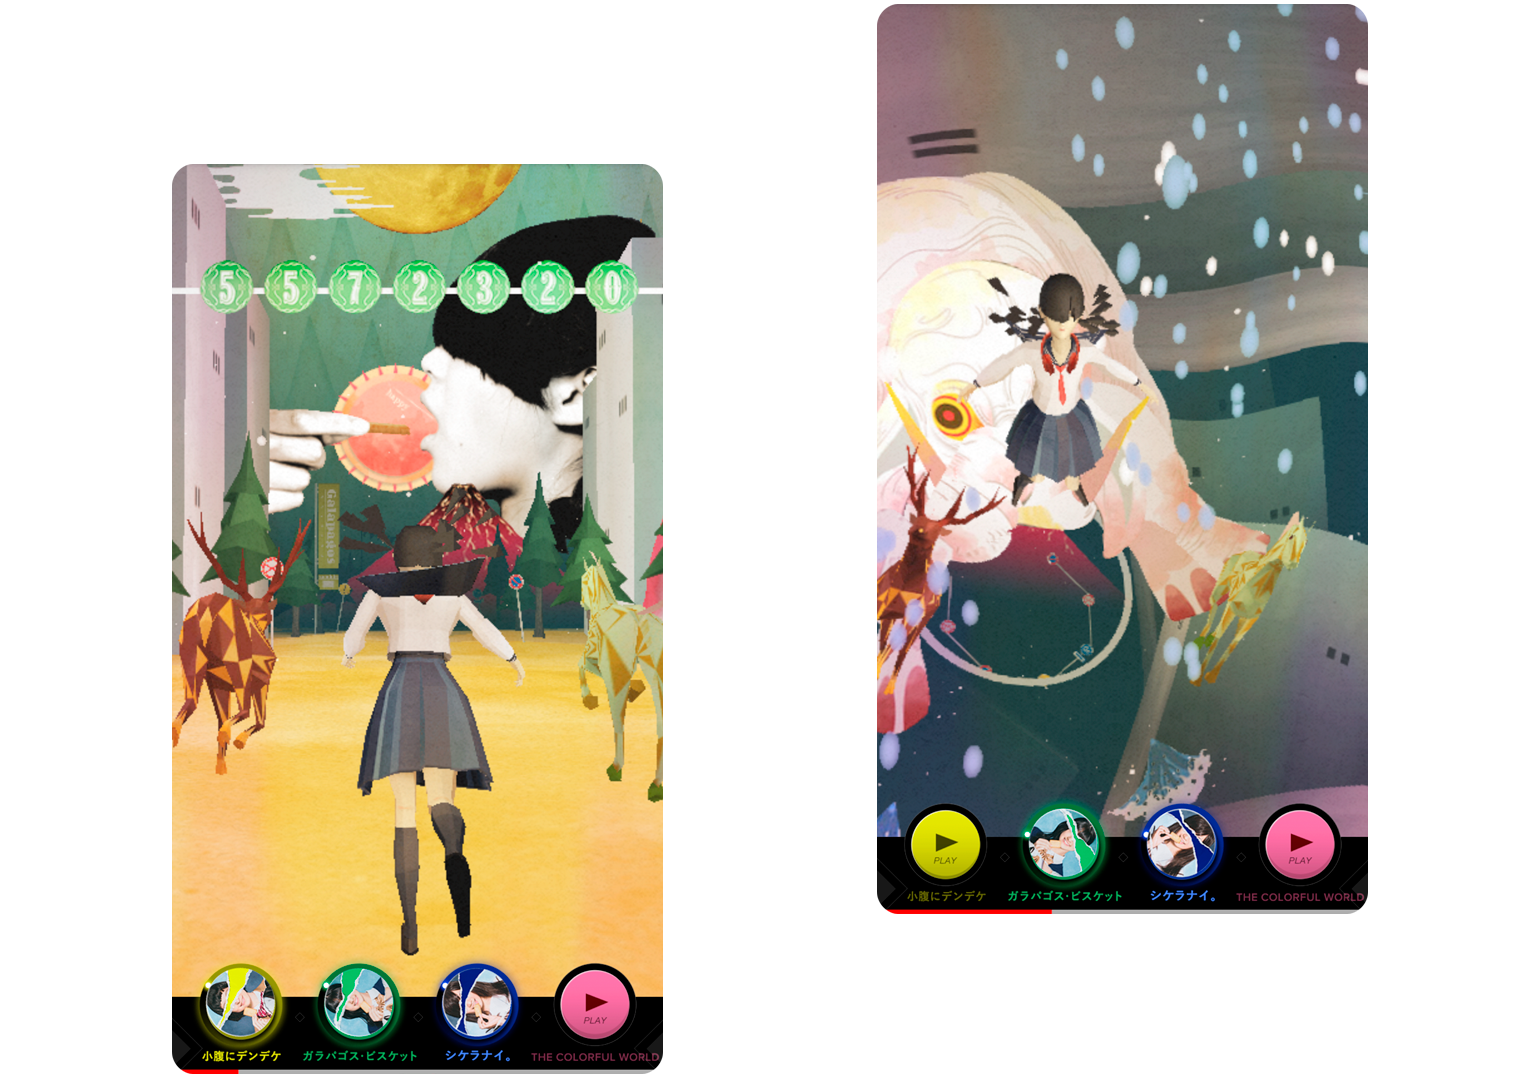 5 5 7 2 3 2 0
Galapagos
PLAY
小腹にデンデケ
ガラパゴス・ビスケット
シケラナイ。
THE COLORFUL WORLD
PLAY
PLAY
小腹にデンデケ
ガラパゴス・ビスケット
シケラナイ。
THE COLORFUL WORLD